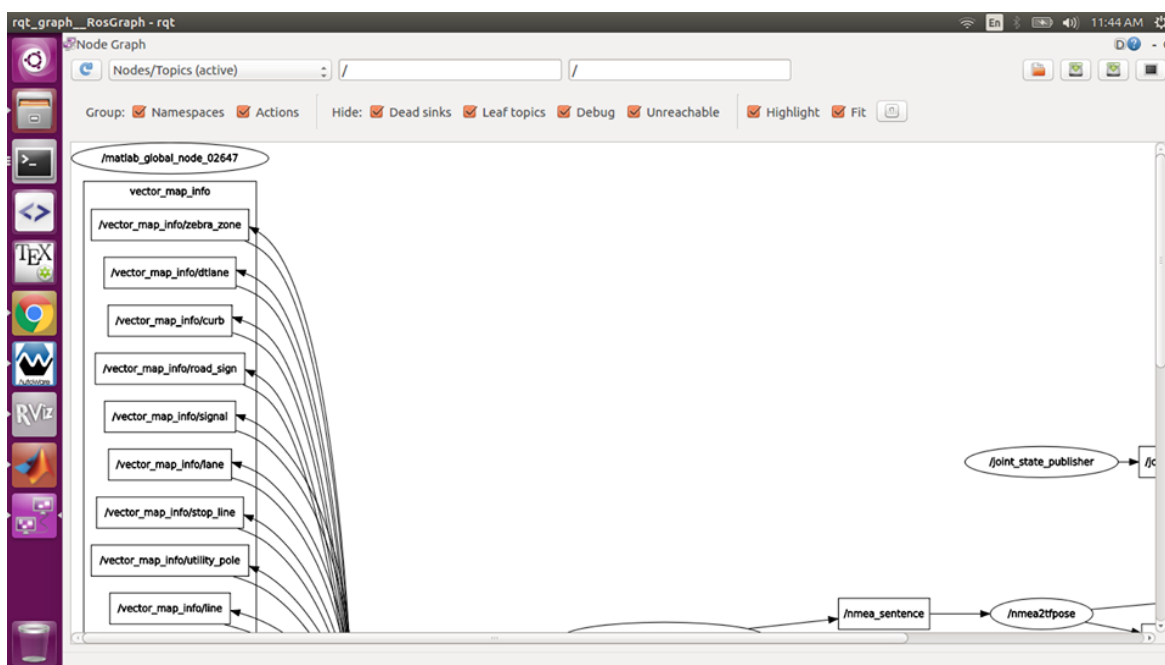 rqt_graph__RosGraph - rqt
En
11:44 AM
Node Graph
D
Nodes/Topics (active)
/
/
Group:
Namespaces
Actions
Hide:
Dead sinks
Leaf topics
Debug
Unreachable
Highlight
Fit
/matlab_global_node_02647
vector_map_info
/vector_map_info/zebra_zone
/vector_map_info/dtlane
/vector_map_info/curb
/vector_map_info/road_sign
/vector_map_info/signal
/vector_map_info/lane
/vector_map_info/stop_line
/vector_map_info/utility_pole
/vector_map_info/line
/joint_state_publisher
/jo
/nmea_sentence
/nmea2tfpose
TEX
Autoware
RViz